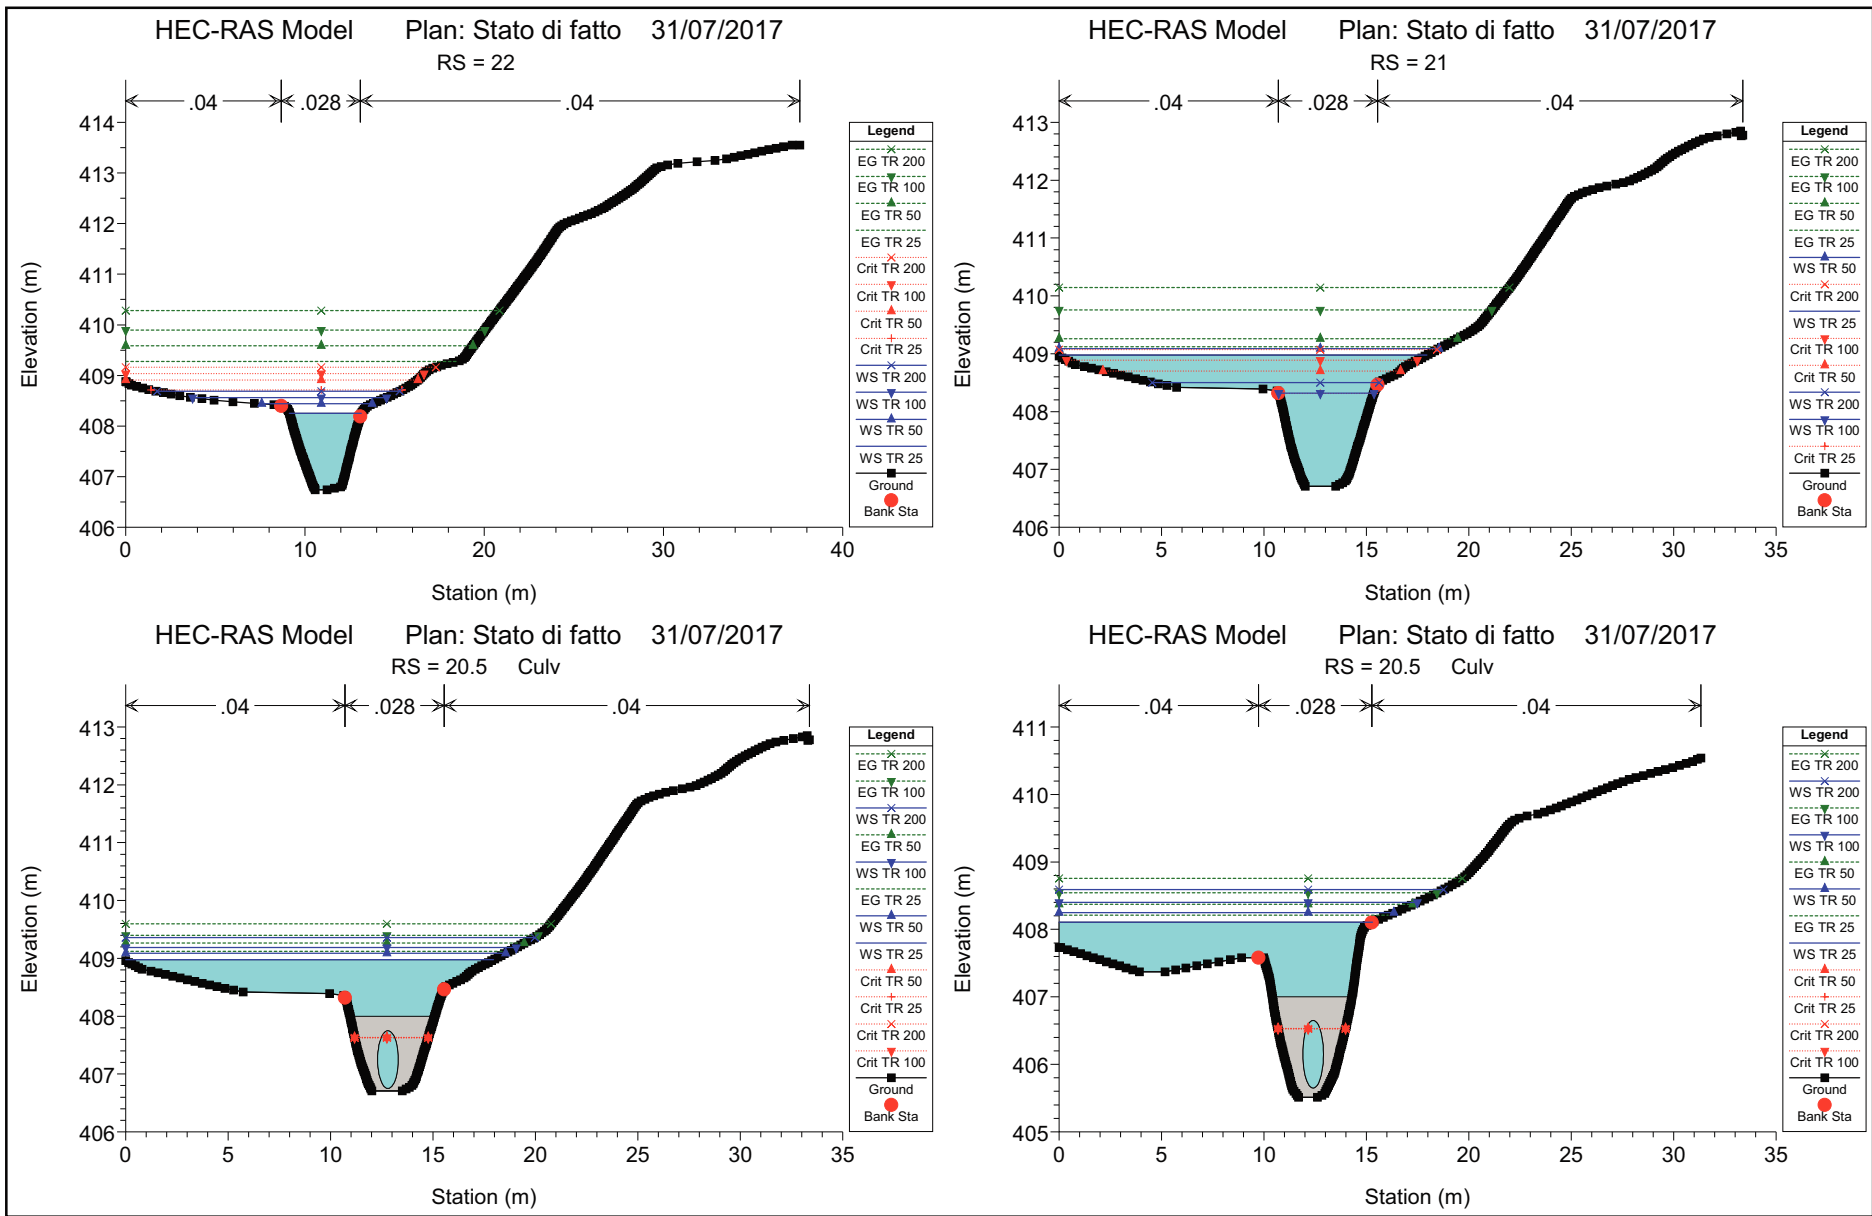 HEC-RAS Model Plan: Stato di fatto 31/07/2017
RS = 22
.04 .028 .04
414
413
412
411
410
409
408
407
406
0 10 20 30 40
Elevation (m)
Station (m)
Legend
EG TR 200
EG TR 100
EG TR 50
EG TR 25
Crit TR 200
Crit TR 100
Crit TR 50
Crit TR 25
WS TR 200
WS TR 100
WS TR 50
WS TR 25
Ground
Bank Sta
HEC-RAS Model Plan: Stato di fatto 31/07/2017
RS = 21
.04 .028 .04
413
412
411
410
409
408
407
406
0 5 10 15 20 25 30 35
Elevation (m)
Station (m)
Legend
EG TR 200
EG TR 100
EG TR 50
EG TR 25
WS TR 50
Crit TR 200
WS TR 25
Crit TR 100
Crit TR 50
WS TR 200
WS TR 100
Crit TR 25
Ground
Bank Sta
HEC-RAS Model Plan: Stato di fatto 31/07/2017
RS = 20.5 Culv
.04 .028 .04
413
412
411
410
409
408
407
406
0 5 10 15 20 25 30 35
Elevation (m)
Station (m)
Legend
EG TR 200
EG TR 100
WS TR 200
EG TR 50
WS TR 100
EG TR 25
WS TR 50
WS TR 25
Crit TR 50
Crit TR 25
Crit TR 200
Crit TR 100
Ground
Bank Sta
HEC-RAS Model Plan: Stato di fatto 31/07/2017
RS = 20.5 Culv
.04 .028 .04
411
410
409
408
407
406
405
0 5 10 15 20 25 30 35
Elevation (m)
Station (m)
Legend
EG TR 200
WS TR 200
EG TR 100
WS TR 100
EG TR 50
WS TR 50
EG TR 25
WS TR 25
Crit TR 50
Crit TR 25
Crit TR 200
Crit TR 100
Ground
Bank Sta